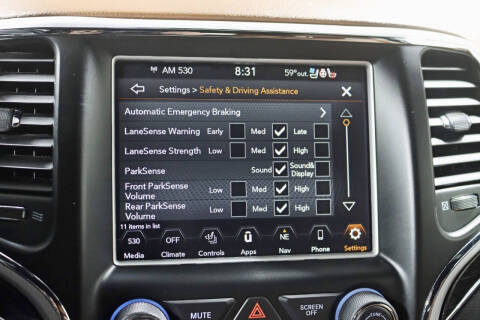 AM 530 8:31 59°out.
Settings > Safety & Driving Assistance
Automatic Emergency Braking
LaneSense Warning Early Med Late
LaneSense Strength Low Med High
ParkSense Sound Sound& Display
Front ParkSense Volume Low Med High
Rear ParkSense Volume Low Med High
11 items in list
530 OFF NE
Media Climate Controls Apps Nav Phone Settings
MUTE SCREEN OFF